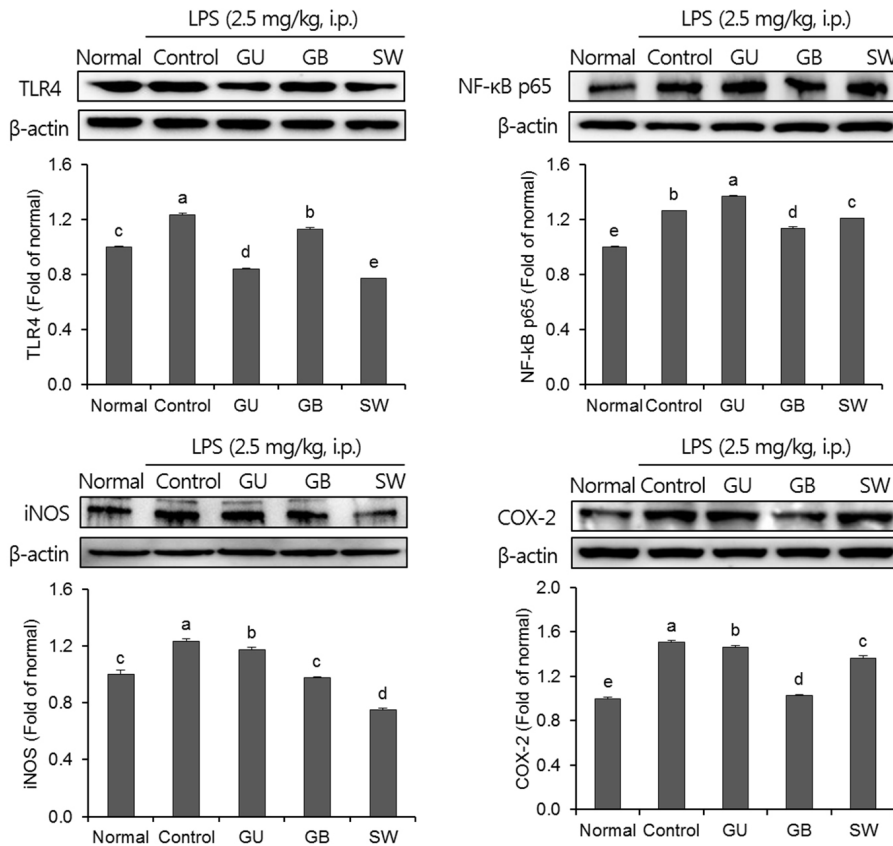 LPS (2.5 mg/kg, i.p.)
Normal Control GU GB SW
TLR4
β-actin
1.6
1.2
0.8
0.4
0.0
TLR4 (Fold of normal)
c a d b e
Normal Control GU GB SW
LPS (2.5 mg/kg, i.p.)
Normal Control GU GB SW
NF-κB p65
β-actin
1.6
1.2
0.8
0.4
0.0
NF-kB p65 (Fold of normal)
e b a d c
Normal Control GU GB SW
LPS (2.5 mg/kg, i.p.)
Normal Control GU GB SW
iNOS
β-actin
1.6
1.2
0.8
0.4
0.0
iNOS (Fold of normal)
c a b c d
Normal Control GU GB SW
LPS (2.5 mg/kg, i.p.)
Normal Control GU GB SW
COX-2
β-actin
2.0
1.6
1.2
0.8
0.4
0.0
COX-2 (Fold of normal)
e a b d c
Normal Control GU GB SW